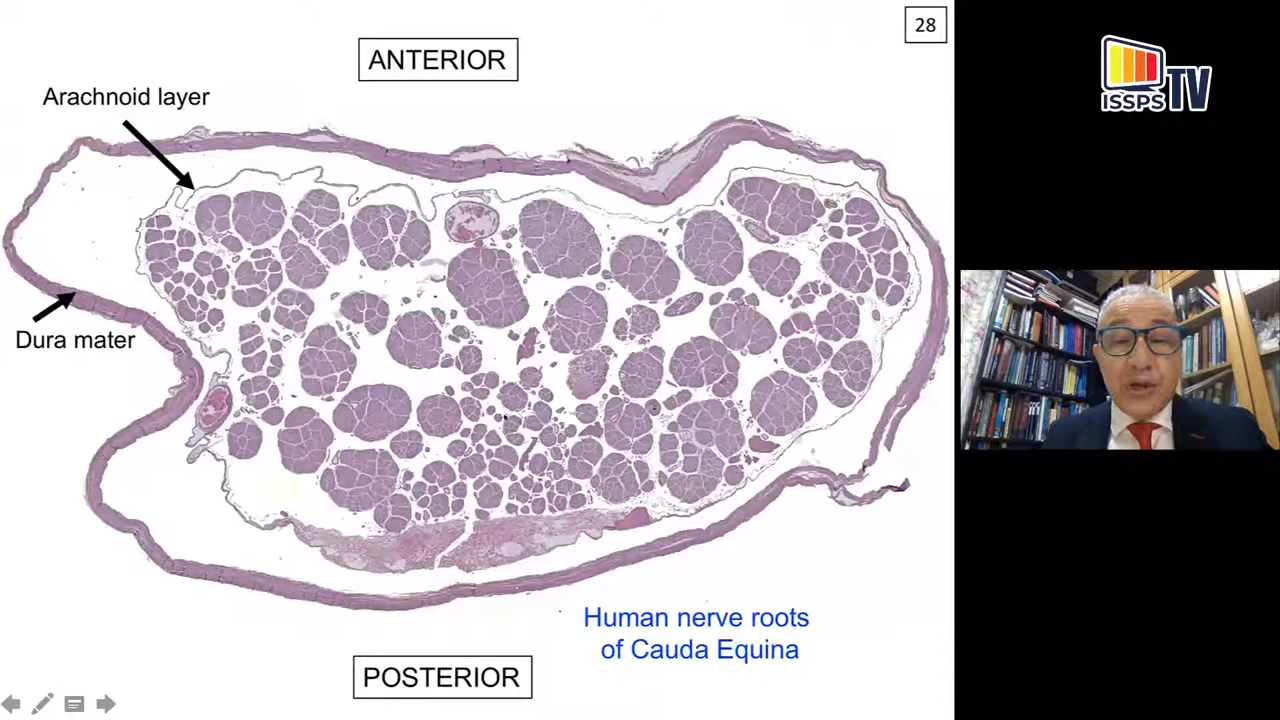 28
ANTERIOR
Arachnoid layer
Dura mater
Human nerve roots
of Cauda Equina
POSTERIOR
ISSPS TV